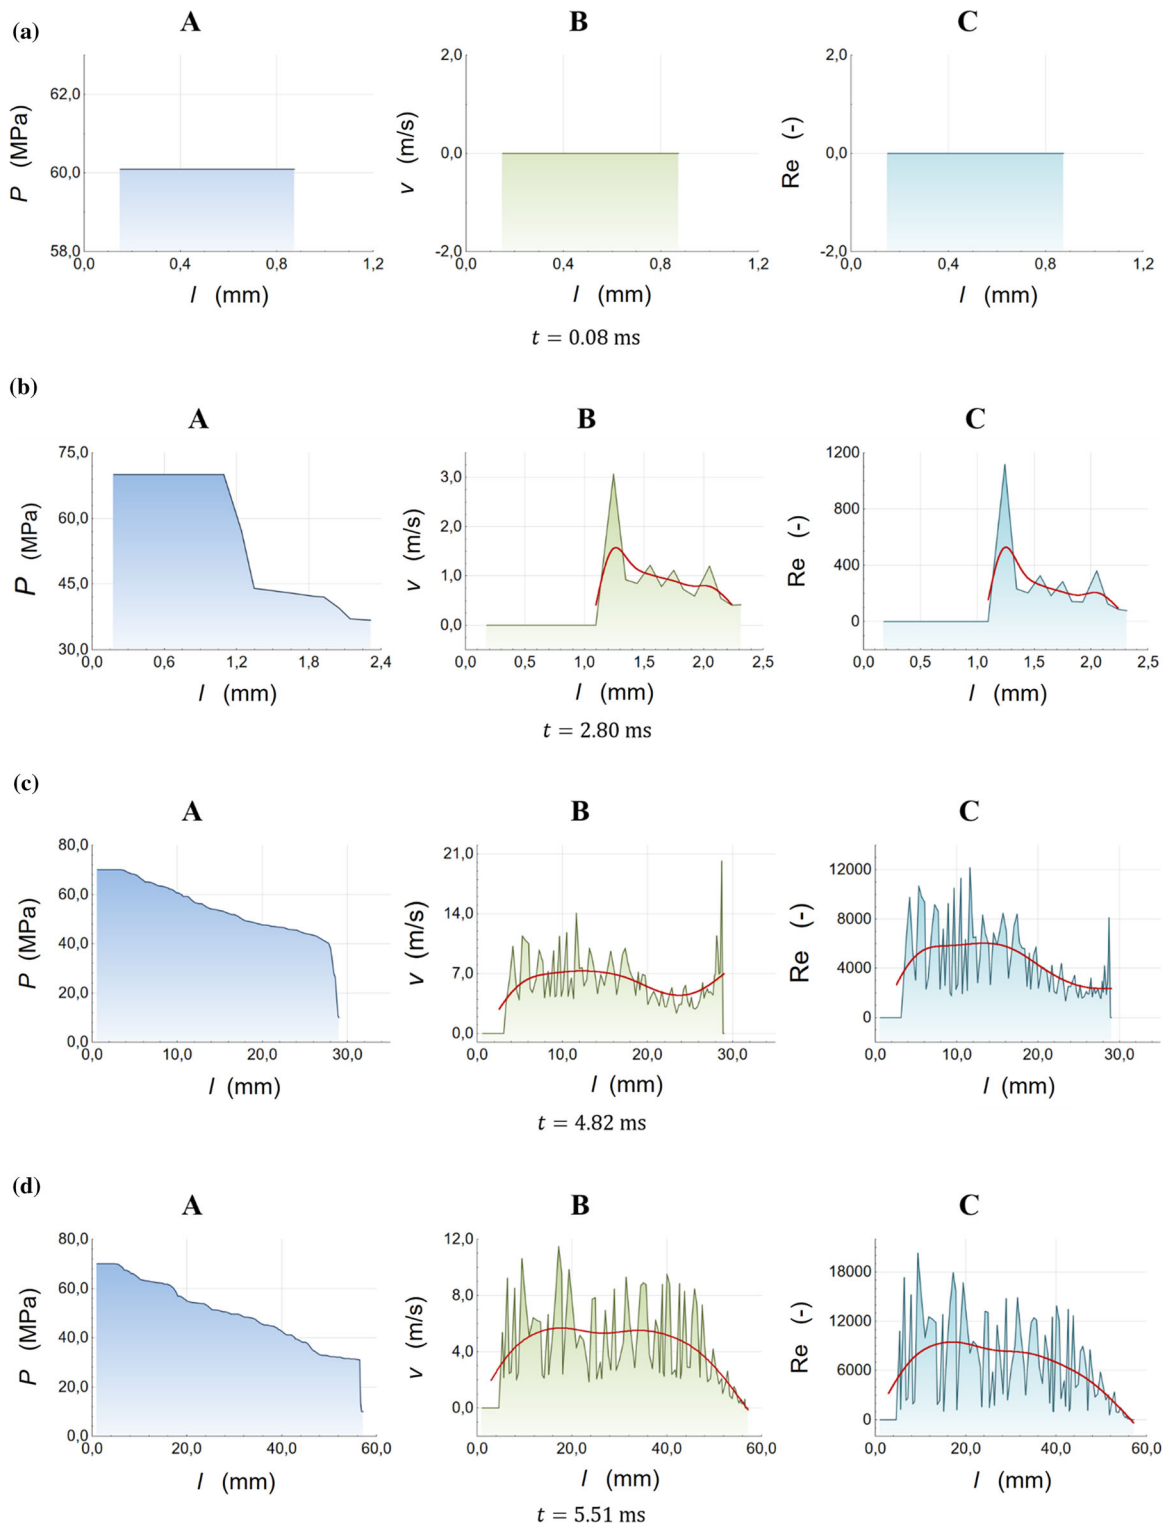 (a)
A B C
P (MPa)
62,0
60,0
58,0
0,0 0,4 0,8 1,2
l (mm)
v (m/s)
2,0
0,0
-2,0
0,0 0,4 0,8 1,2
l (mm)
Re (-)
2,0
0,0
-2,0
0,0 0,4 0,8 1,2
l (mm)
t = 0.08 ms
(b)
A B C
P (MPa)
75,0
60,0
45,0
30,0
0,0 0,6 1,2 1,8 2,4
l (mm)
v (m/s)
3,0
2,0
1,0
0,0
0,0 0,5 1,0 1,5 2,0 2,5
l (mm)
Re (-)
1200
800
400
0
0,0 0,5 1,0 1,5 2,0 2,5
l (mm)
t = 2.80 ms
(c)
A B C
P (MPa)
80,0
60,0
40,0
20,0
0,0
0,0 10,0 20,0 30,0
l (mm)
v (m/s)
21,0
14,0
7,0
0,0
0,0 10,0 20,0 30,0
l (mm)
Re (-)
12000
8000
4000
0
0,0 10,0 20,0 30,0
l (mm)
t = 4.82 ms
(d)
A B C
P (MPa)
80,0
60,0
40,0
20,0
0,0
0,0 20,0 40,0 60,0
l (mm)
v (m/s)
12,0
8,0
4,0
0,0
0,0 20,0 40,0 60,0
l (mm)
Re (-)
18000
12000
6000
0
0,0 20,0 40,0 60,0
l (mm)
t = 5.51 ms